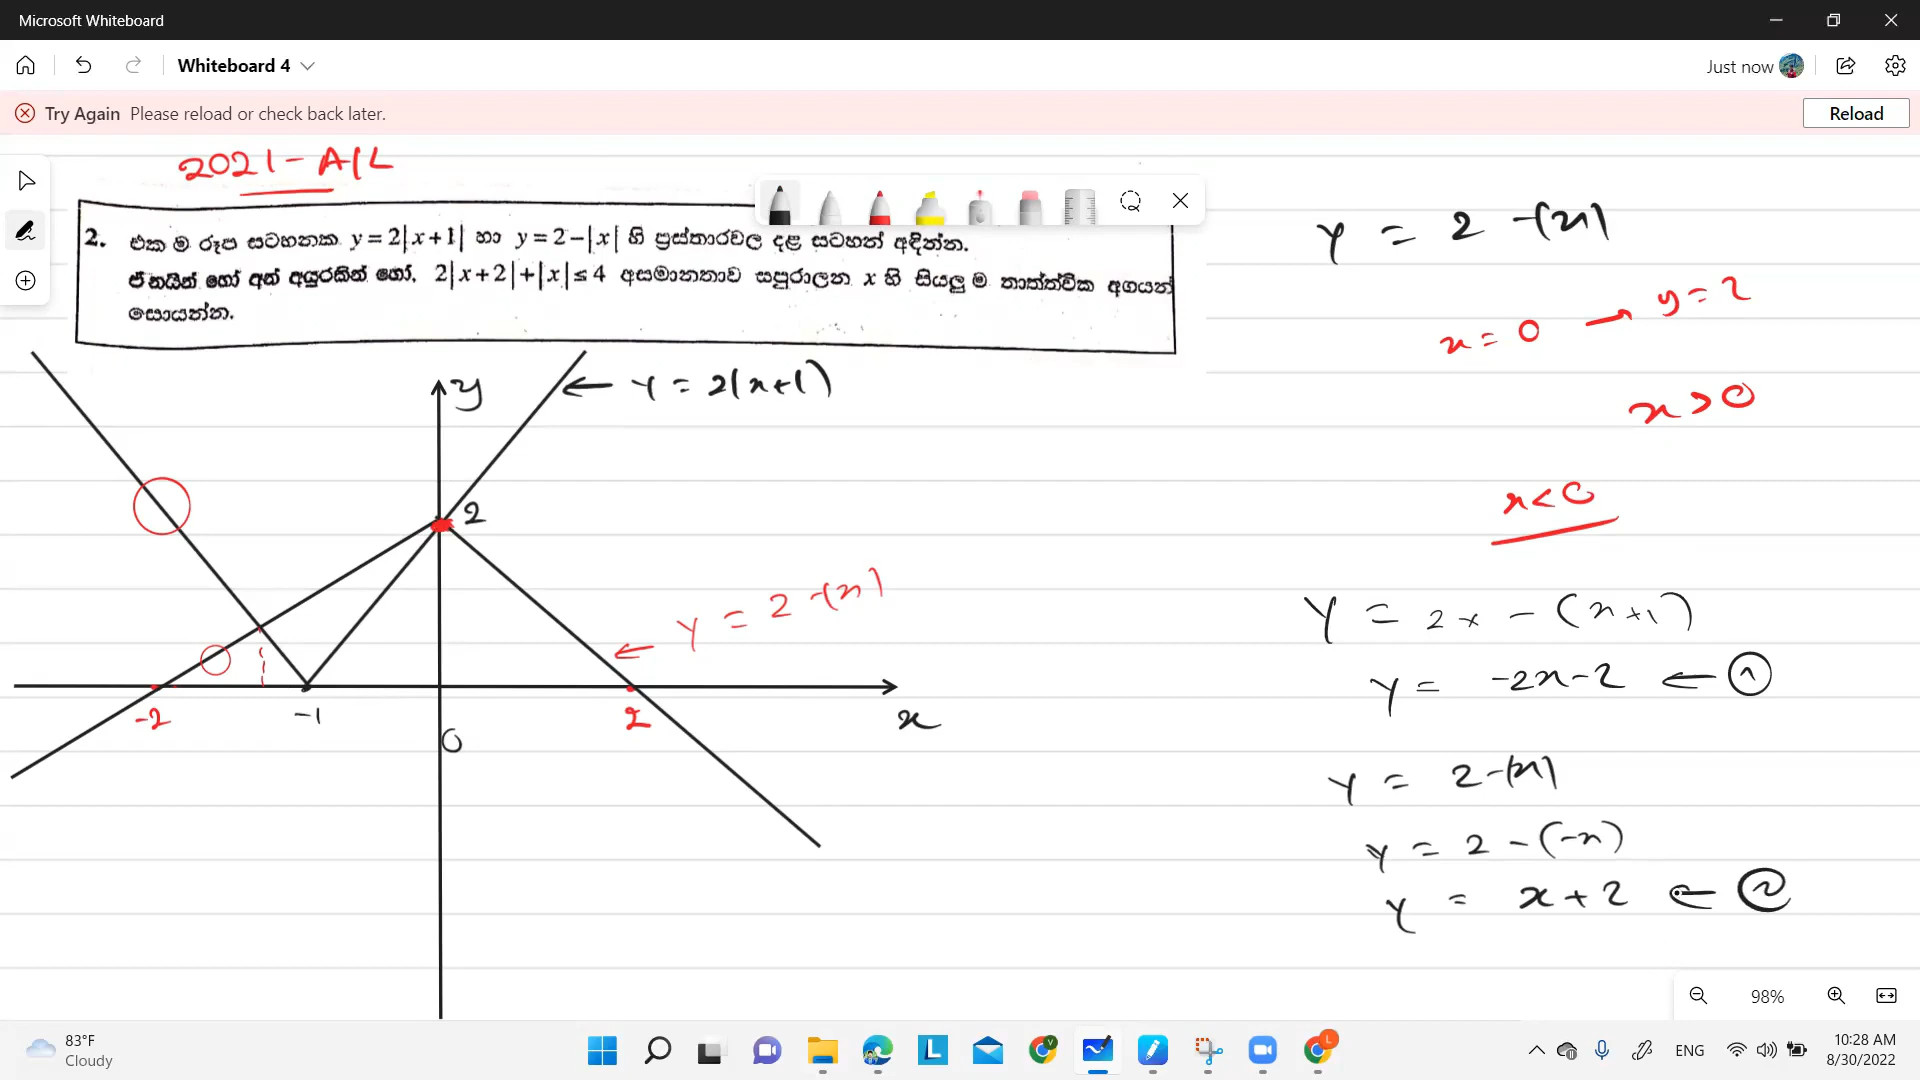 Microsoft Whiteboard
Whiteboard 4
Just now
Try Again Please reload or check back later.
Reload
2021 - A/L
2. එක ම රූප සටහනක y = 2|x+1| හා y = 2-|x| හි ප්‍රස්තාරවල දළ සටහන් අඳින්න.
ඒ නයින් හෝ අන් අයුරකින් හෝ, 2|x+2|+|x| ≤ 4 අසමානතාව සපුරාලන x හි සියලු ම තාත්ත්වික අගයන්
සොයන්න.
y = 2 -|x|
x = 0 → y = 2
x > 0
x < 0
y
← y = 2|x+1|
2
← y = 2 -|x|
-2
-1
0
2
x
y = 2x - (x+1)
y = -2x-2 ← 1
y = 2-|x|
y = 2 - (-x)
y = x+2 ← 2
98%
83°F
Cloudy
ENG
10:28 AM
8/30/2022